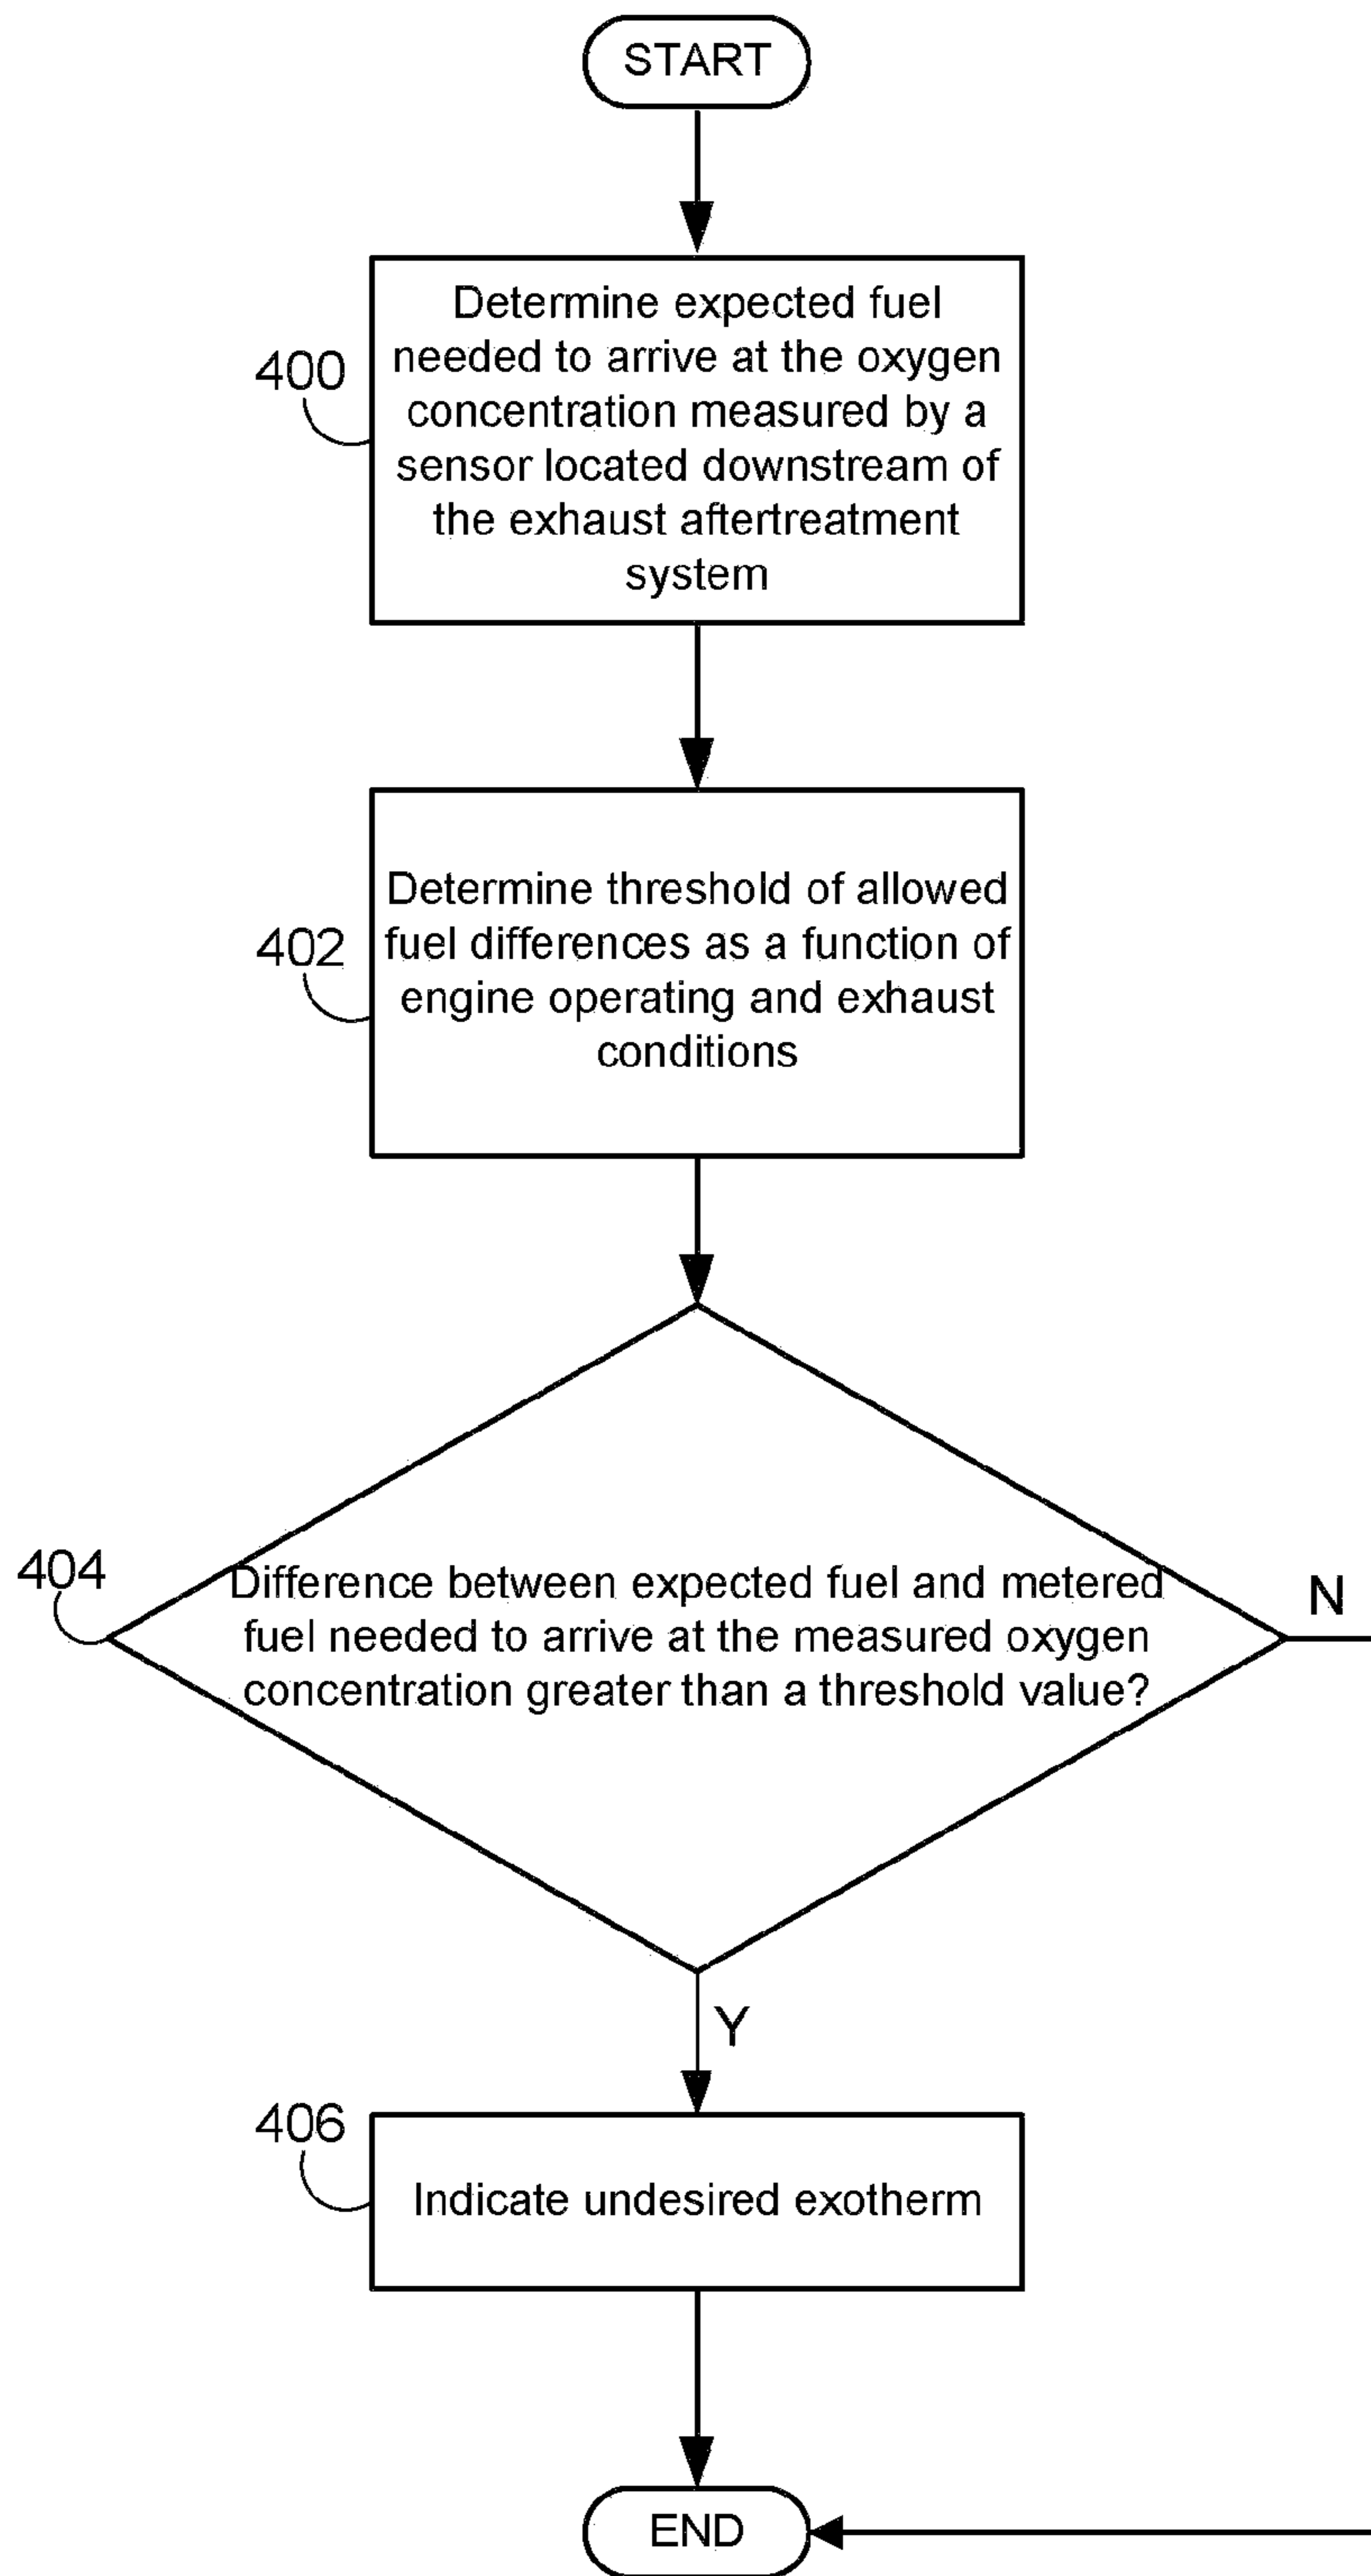 START
400
Determine expected fuel
needed to arrive at the oxygen
concentration measured by a
sensor located downstream of
the exhaust aftertreatment
system
402
Determine threshold of allowed
fuel differences as a function of
engine operating and exhaust
conditions
404
Difference between expected fuel and metered
fuel needed to arrive at the measured oxygen
concentration greater than a threshold value?
N
Y
406
Indicate undesired exotherm
END